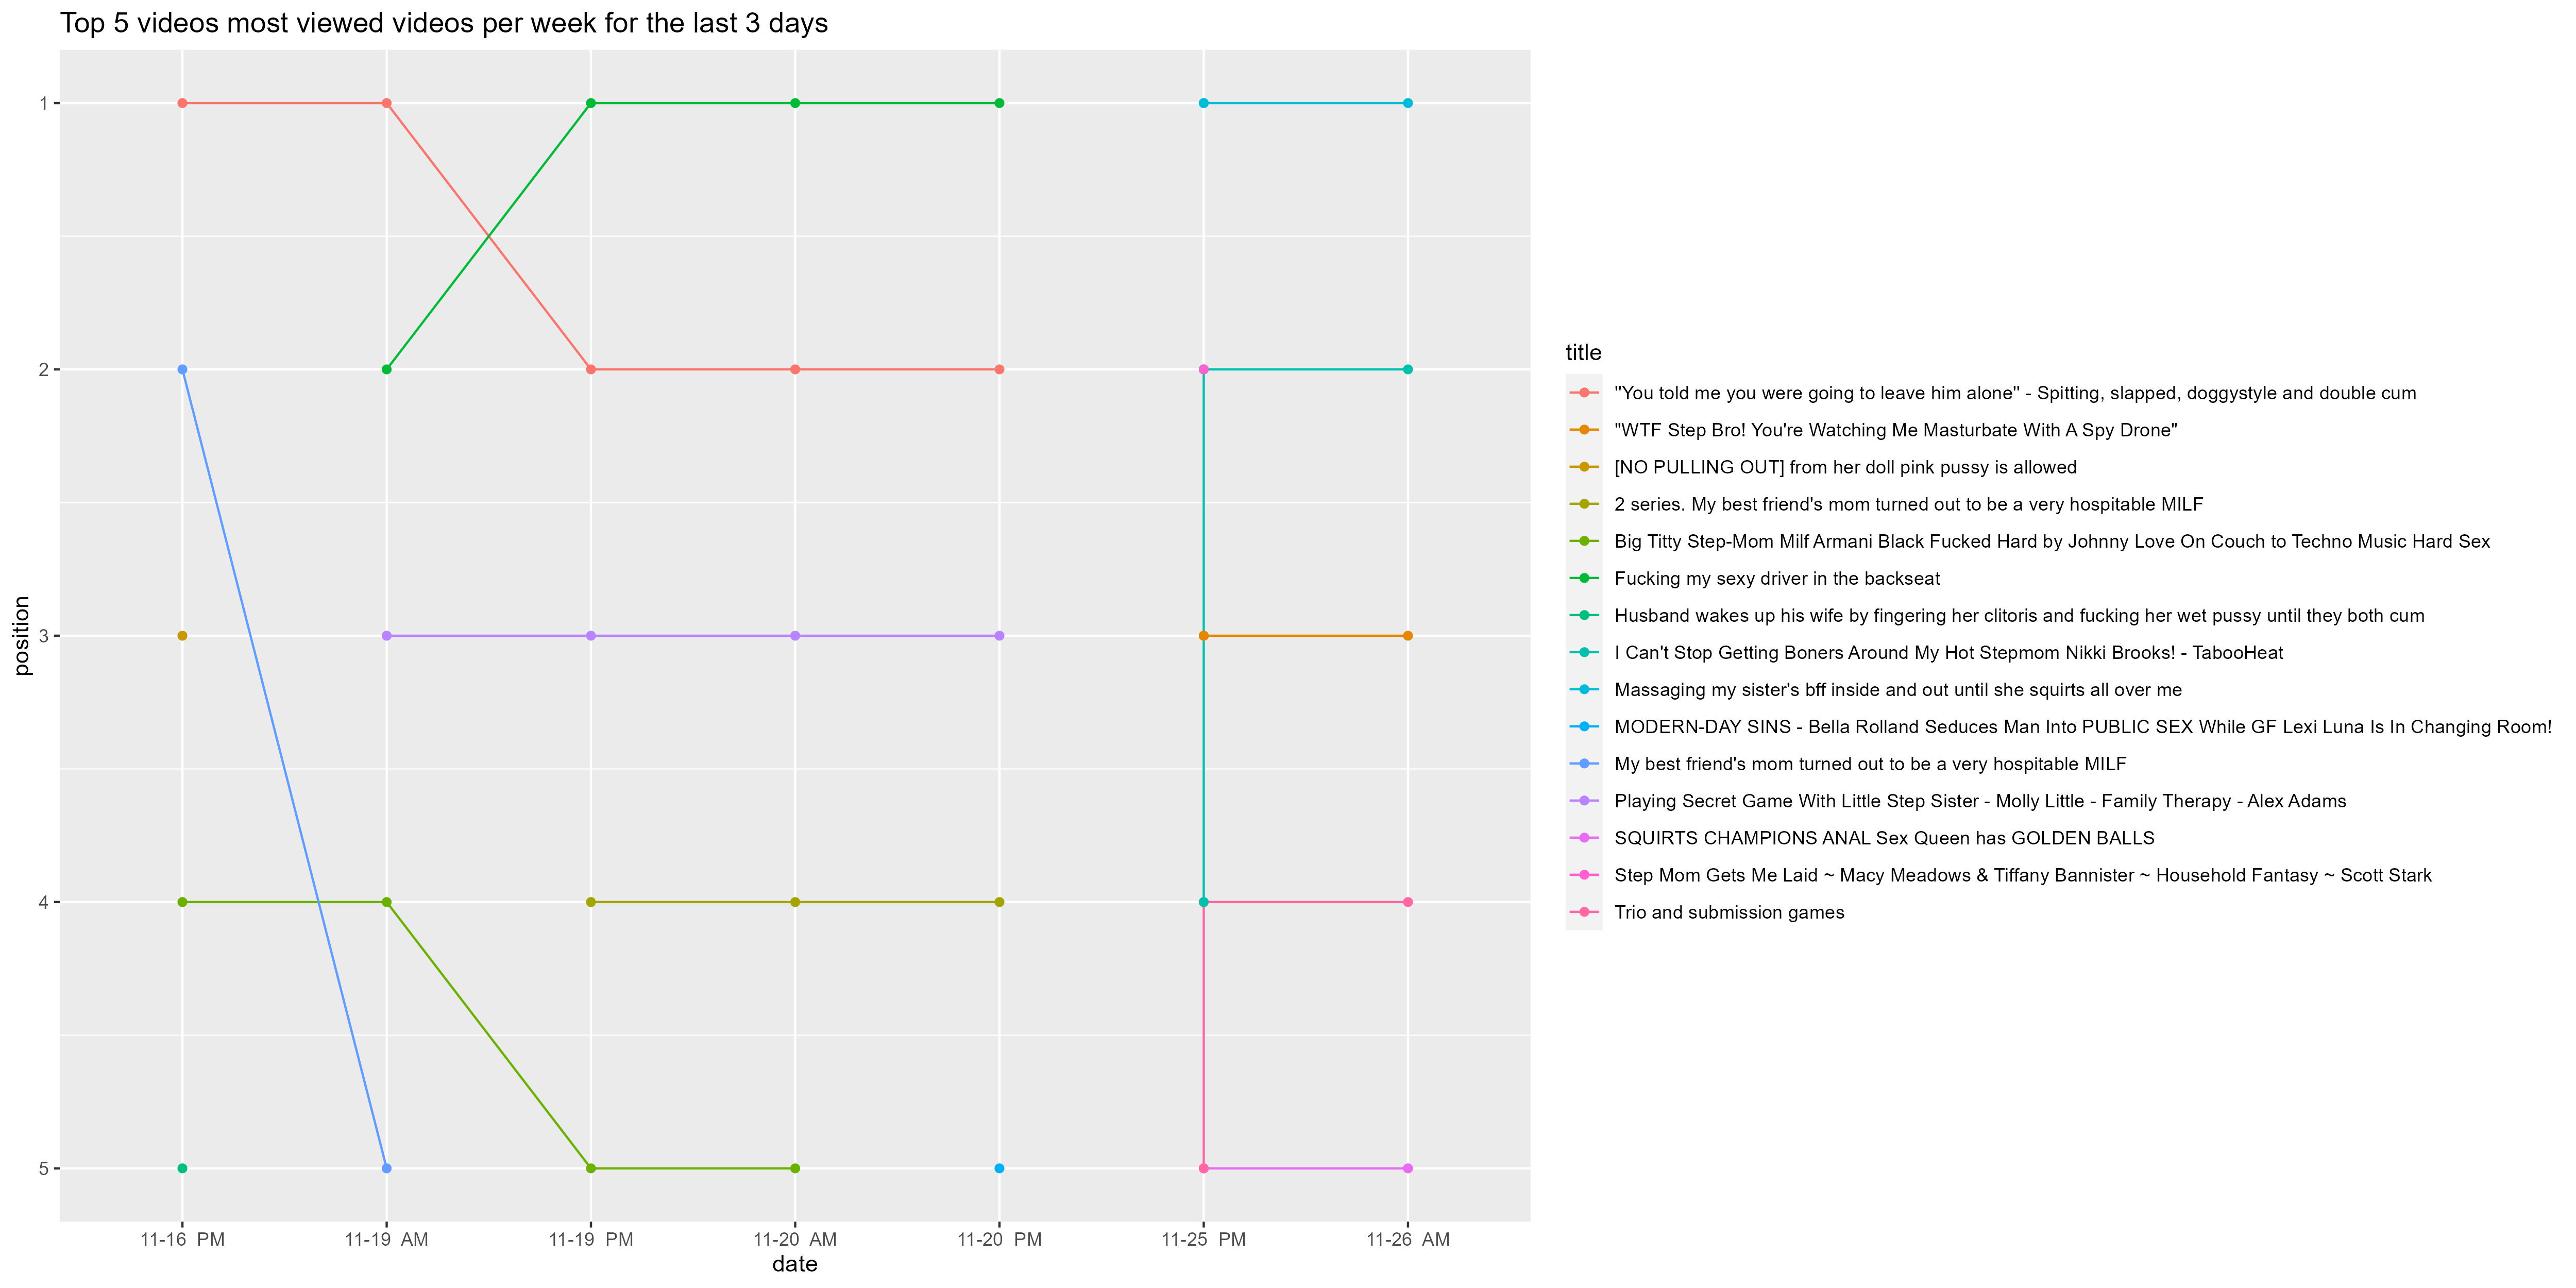 Top 5 videos most viewed videos per week for the last 3 days
position
1
2
3
4
5
11-16 PM
11-19 AM
11-19 PM
11-20 AM
11-20 PM
11-25 PM
11-26 AM
date
title
"You told me you were going to leave him alone" - Spitting, slapped, doggystyle and double cum
"WTF Step Bro! You're Watching Me Masturbate With A Spy Drone"
[NO PULLING OUT] from her doll pink pussy is allowed
2 series. My best friend's mom turned out to be a very hospitable MILF
Big Titty Step-Mom Milf Armani Black Fucked Hard by Johnny Love On Couch to Techno Music Hard Sex
Fucking my sexy driver in the backseat
Husband wakes up his wife by fingering her clitoris and fucking her wet pussy until they both cum
I Can't Stop Getting Boners Around My Hot Stepmom Nikki Brooks! - TabooHeat
Massaging my sister's bff inside and out until she squirts all over me
MODERN-DAY SINS - Bella Rolland Seduces Man Into PUBLIC SEX While GF Lexi Luna Is In Changing Room!
My best friend's mom turned out to be a very hospitable MILF
Playing Secret Game With Little Step Sister - Molly Little - Family Therapy - Alex Adams
SQUIRTS CHAMPIONS ANAL Sex Queen has GOLDEN BALLS
Step Mom Gets Me Laid ~ Macy Meadows & Tiffany Bannister ~ Household Fantasy ~ Scott Stark
Trio and submission games